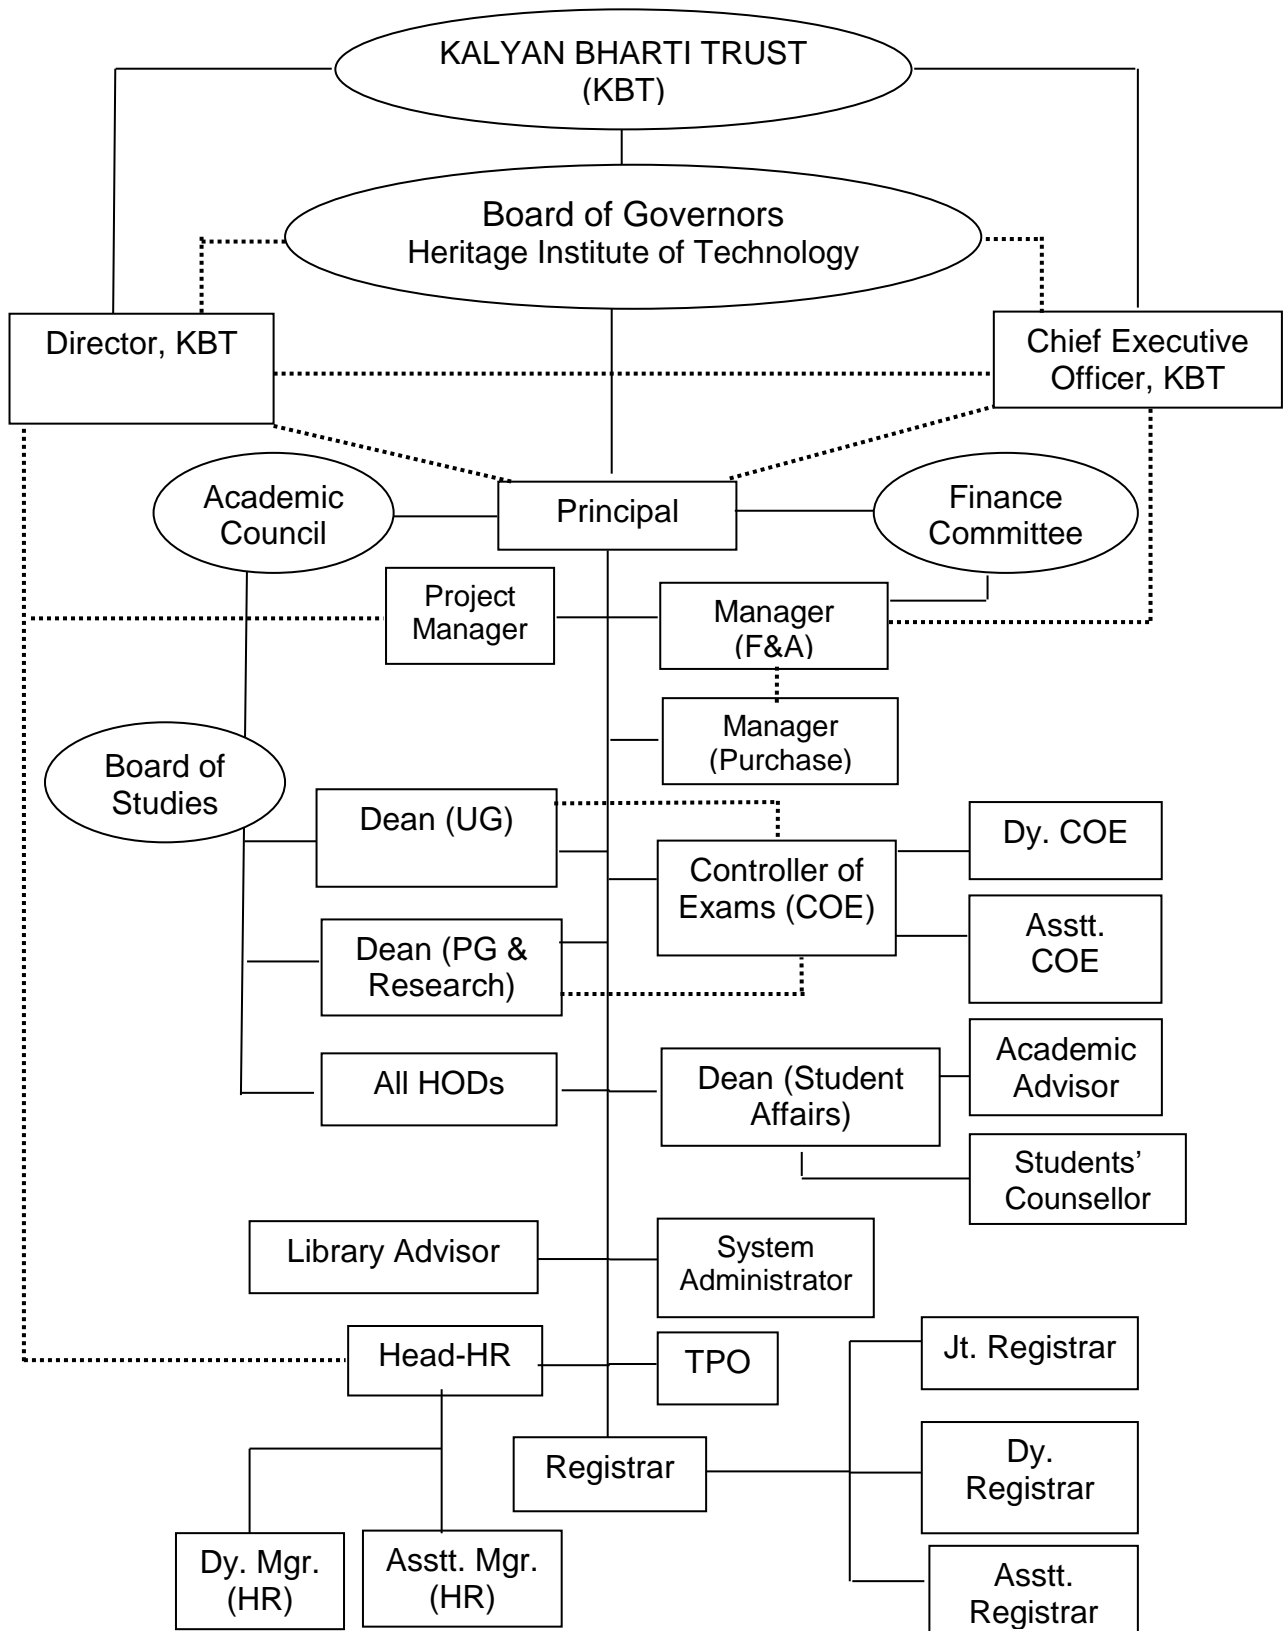 KALYAN BHARTI TRUST
(KBT)
Board of Governors
Heritage Institute of Technology
Director, KBT
Chief Executive
Officer, KBT
Academic
Council
Principal
Finance
Committee
Project
Manager
Manager
(F&A)
Manager
(Purchase)
Board of
Studies
Dean (UG)
Controller of
Exams (COE)
Dy. COE
Asstt.
COE
Dean (PG &
Research)
All HODs
Dean (Student
Affairs)
Academic
Advisor
Students’
Counsellor
Library Advisor
System
Administrator
Head-HR
TPO
Jt. Registrar
Registrar
Dy.
Registrar
Dy. Mgr.
(HR)
Asstt. Mgr.
(HR)
Asstt.
Registrar